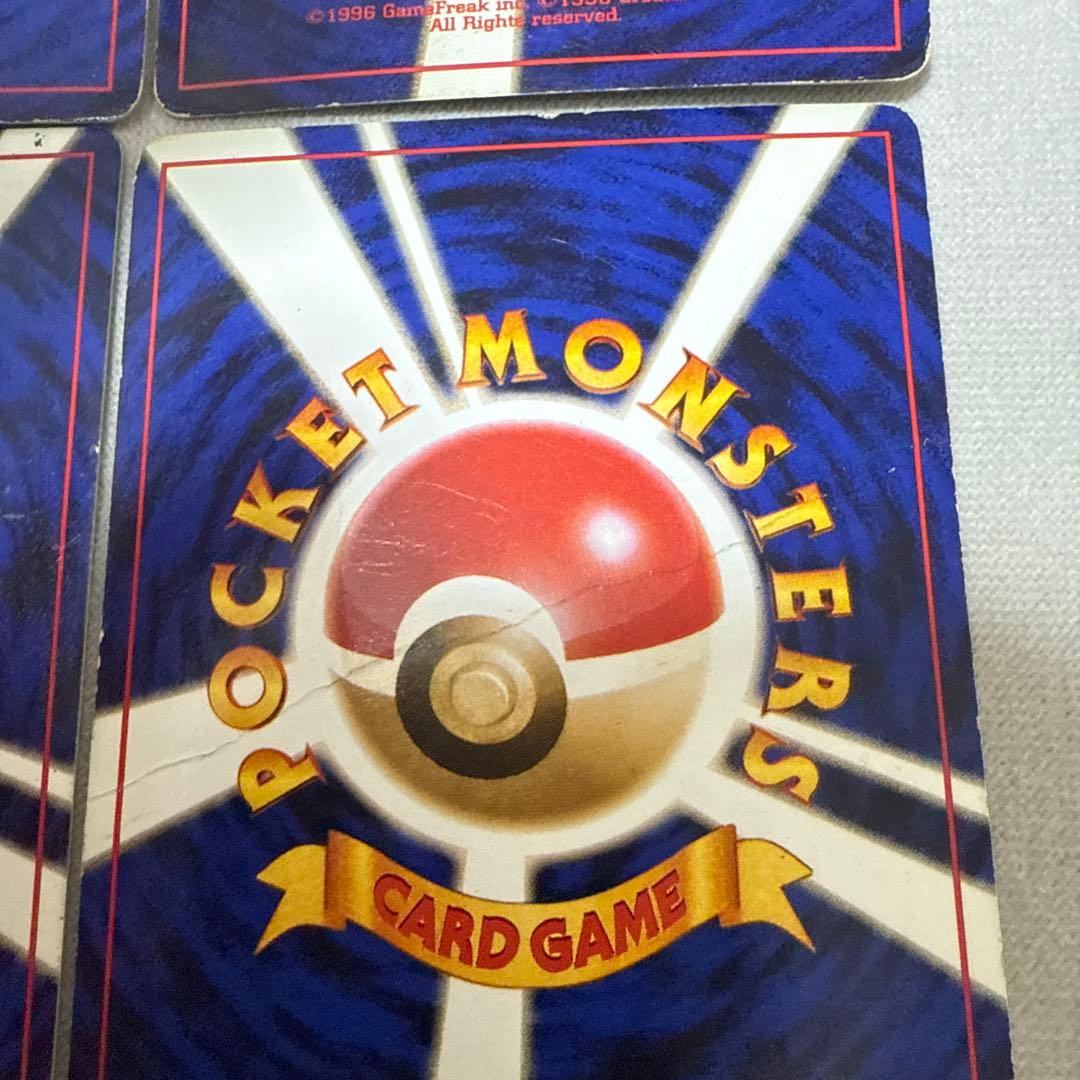 ©1996 GameFreak inc.
All Rights reserved.
POCKET MONSTERS
CARD GAME